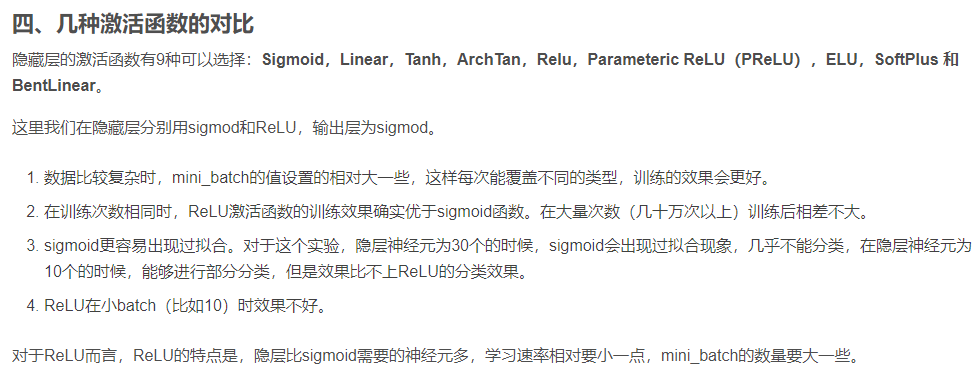 四、几种激活函数的对比
隐藏层的激活函数有9种可以选择：Sigmoid，Linear，Tanh，ArchTan，Relu，Parameteric ReLU（PReLU），ELU，SoftPlus 和
BentLinear。
这里我们在隐藏层分别用sigmod和ReLU，输出层为sigmod。
1. 数据比较复杂时，mini_batch的值设置的相对大一些，这样每次能覆盖不同的类型，训练的效果会更好。
2. 在训练次数相同时，ReLU激活函数的训练效果确实优于sigmoid函数。在大量次数（几十万次以上）训练后相差不大。
3. sigmoid更容易出现过拟合。对于这个实验，隐层神经元为30个的时候，sigmoid会出现过拟合现象，几乎不能分类，在隐层神经元为
10个的时候，能够进行部分分类，但是效果比不上ReLU的分类效果。
4. ReLU在小batch（比如10）时效果不好。
对于ReLU而言，ReLU的特点是，隐层比sigmoid需要的神经元多，学习速率相对要小一点，mini_batch的数量要大一些。